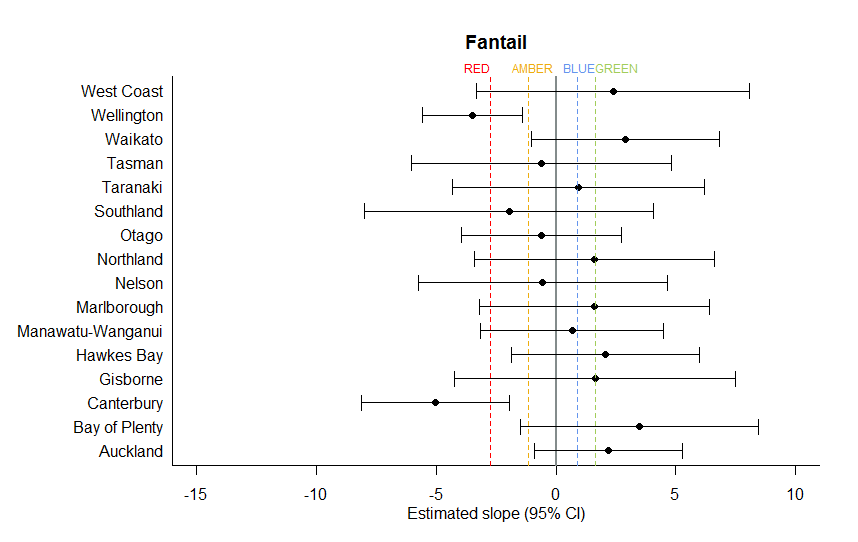 Fantail
RED AMBER BLUE GREEN
West Coast
Wellington
Waikato
Tasman
Taranaki
Southland
Otago
Northland
Nelson
Marlborough
Manawatu-Wanganui
Hawkes Bay
Gisborne
Canterbury
Bay of Plenty
Auckland
-15 -10 -5 0 5 10
Estimated slope (95% CI)